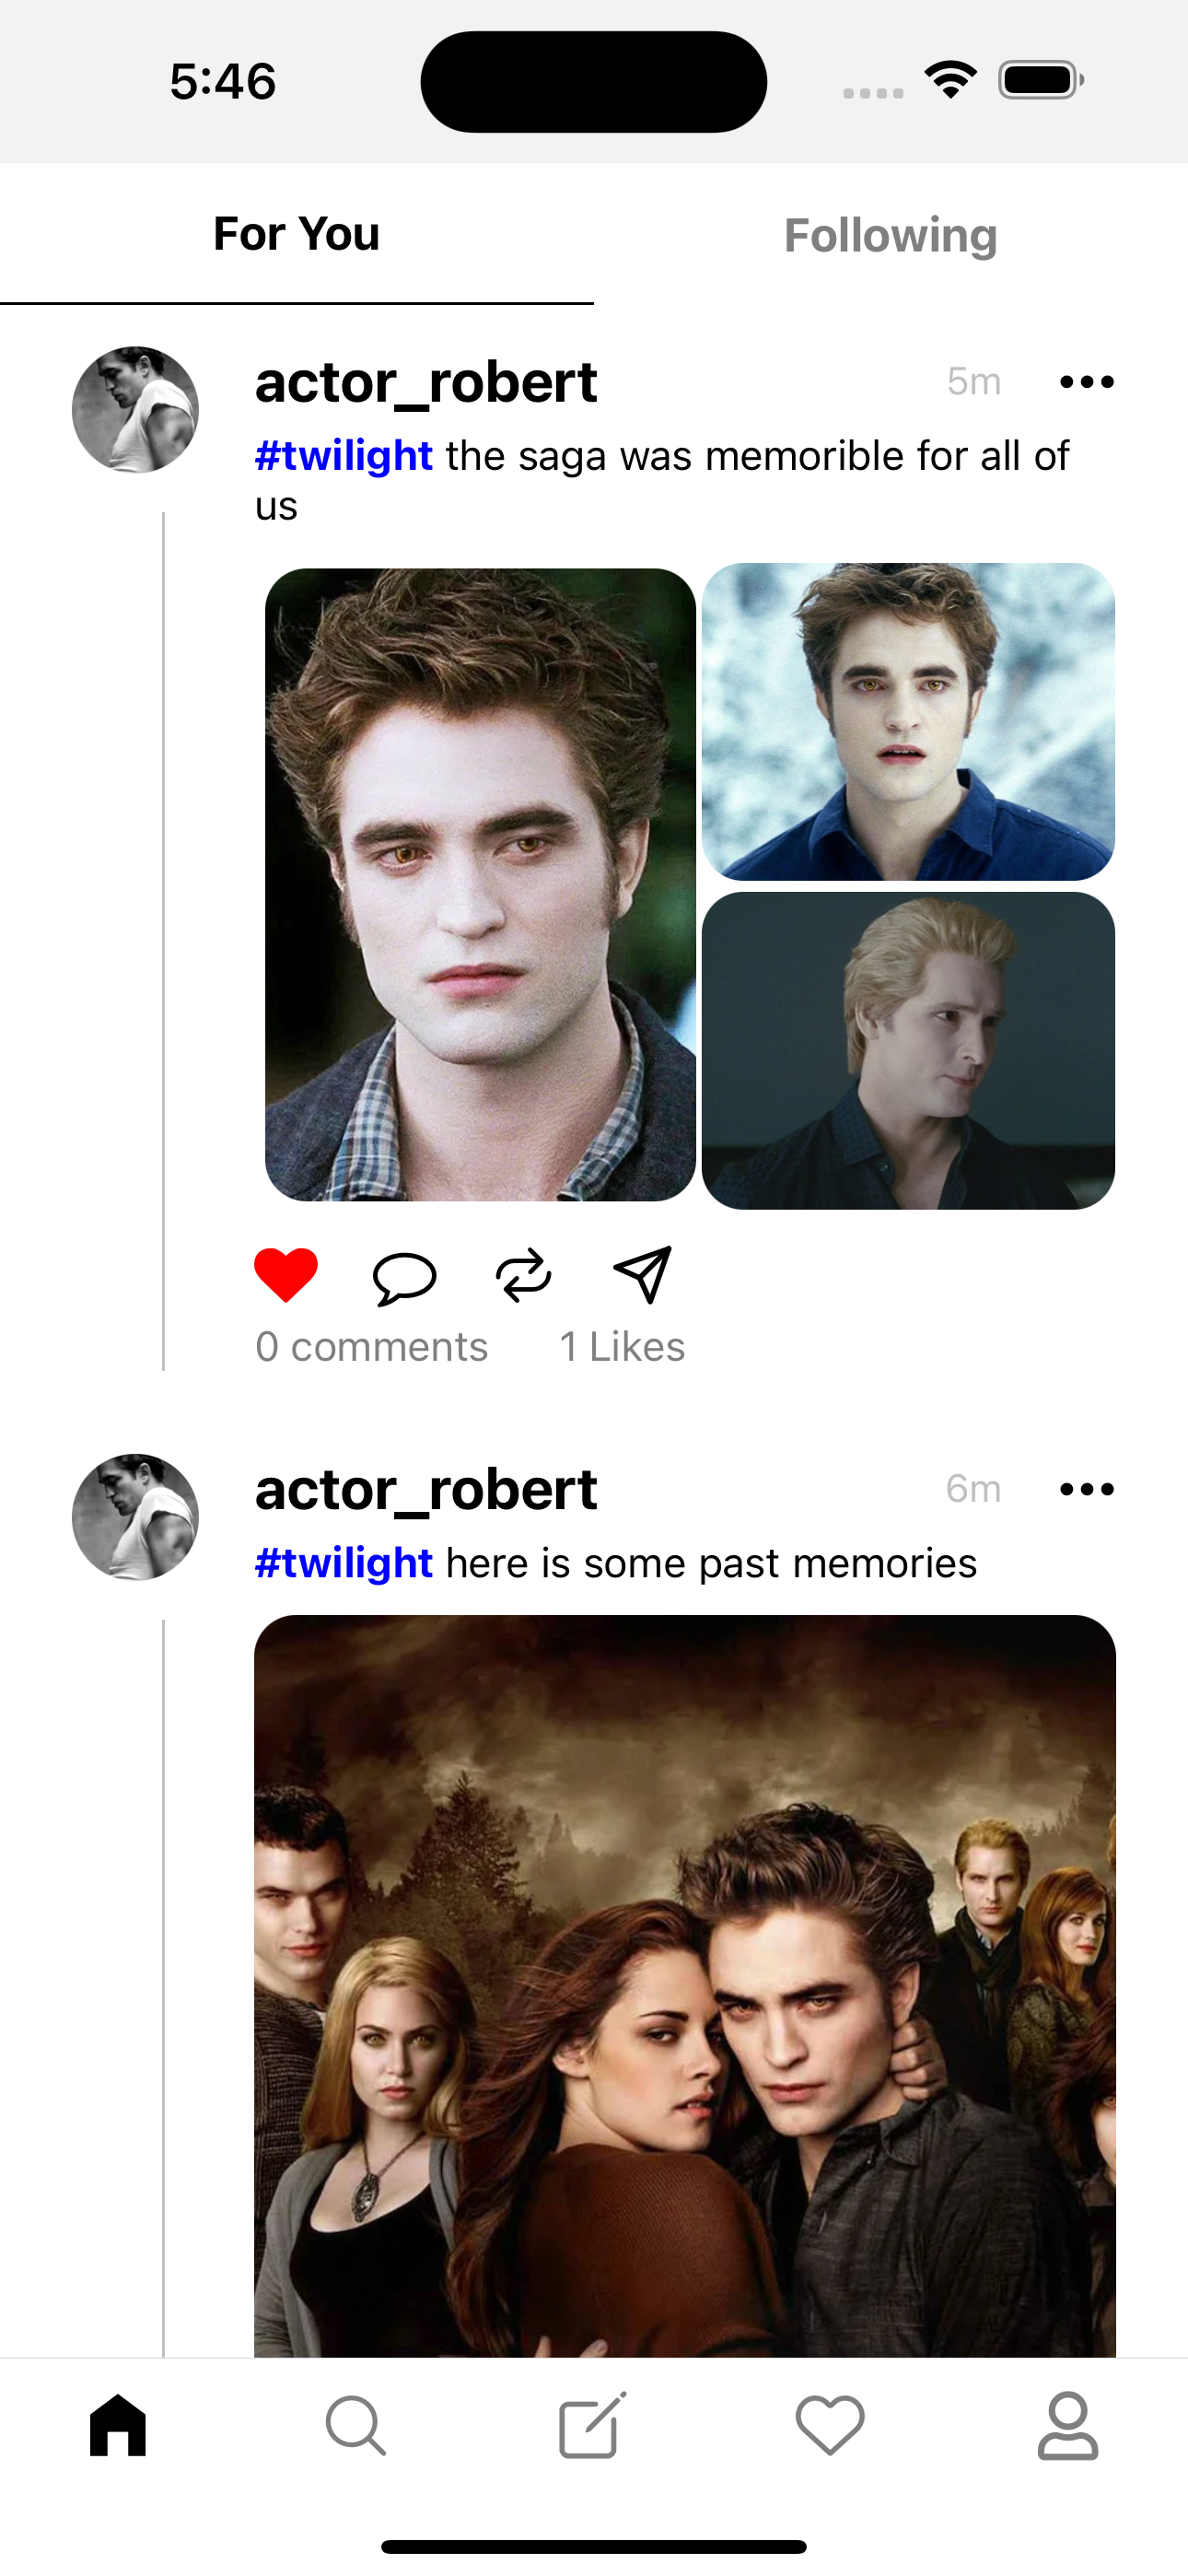 5:46
For You
Following
actor_robert
5m
#twilight the saga was memorible for all of
us
0 comments
1 Likes
actor_robert
6m
#twilight here is some past memories